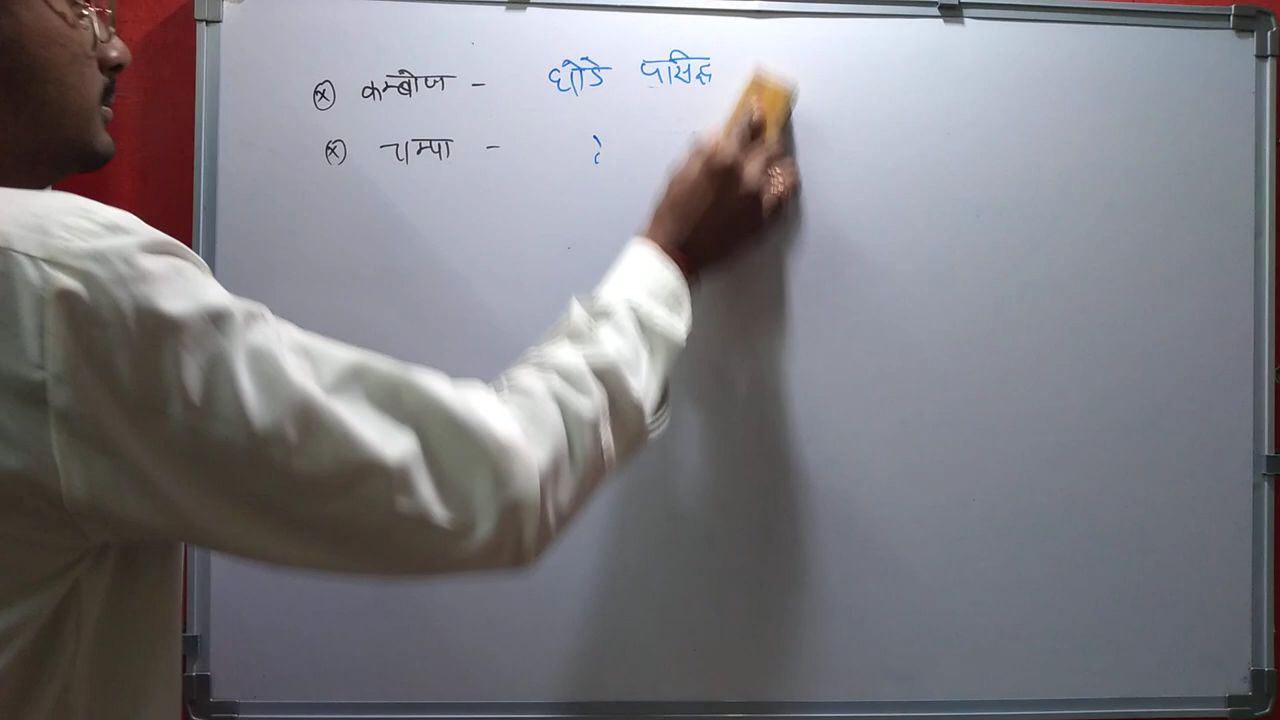 (x) कम्बोज - घोडे प्रसिद्ध
(x) चम्पा - ?